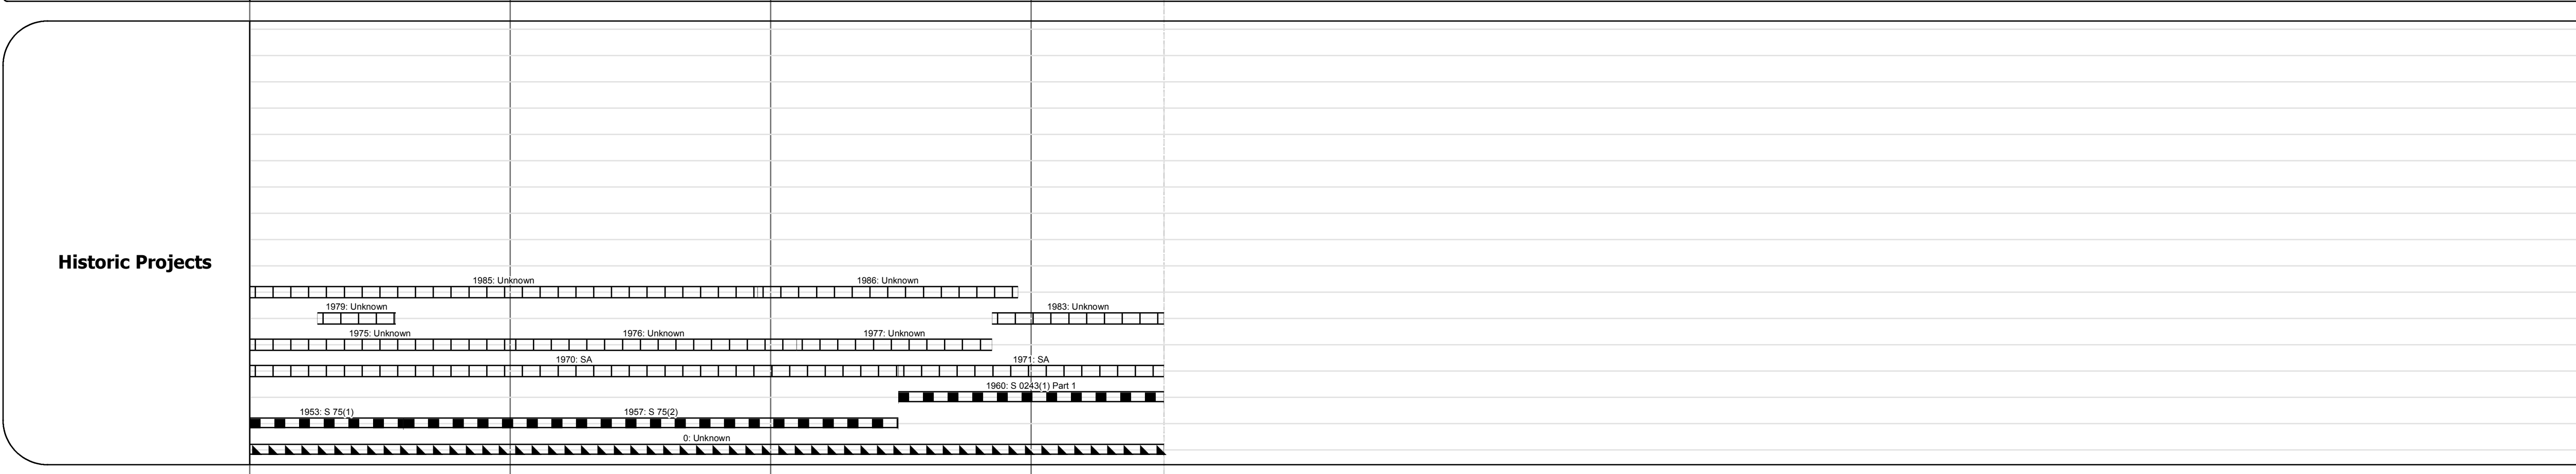 Historic Projects
1985: Unknown
1986: Unknown
1979: Unknown
1983: Unknown
1975: Unknown
1976: Unknown
1977: Unknown
1970: SA
1971: SA
1960: S 0243(1) Part 1
1953: S 75(1)
1957: S 75(2)
0: Unknown